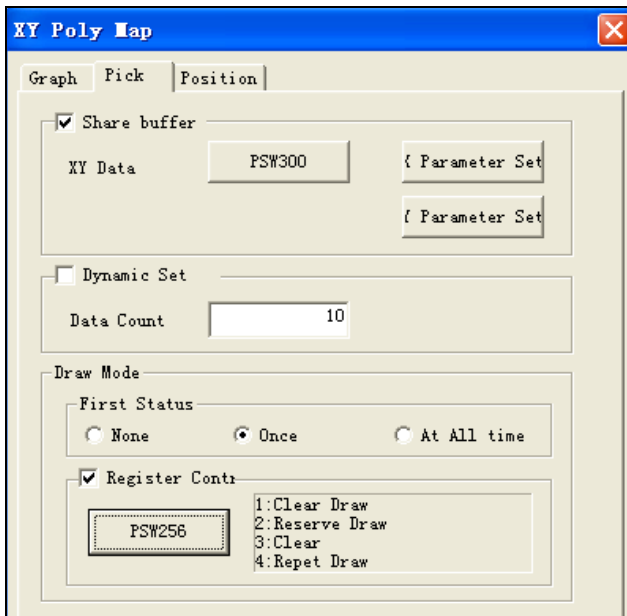 XY Poly Map
Graph Pick Position
Share buffer
XY Data PSW300 Parameter Set
Parameter Set
Dynamic Set
Data Count 10
Draw Mode
First Status
None Once At All time
Register Contr
PSW256
1:Clear Draw
2:Reserve Draw
3:Clear
4:Repet Draw